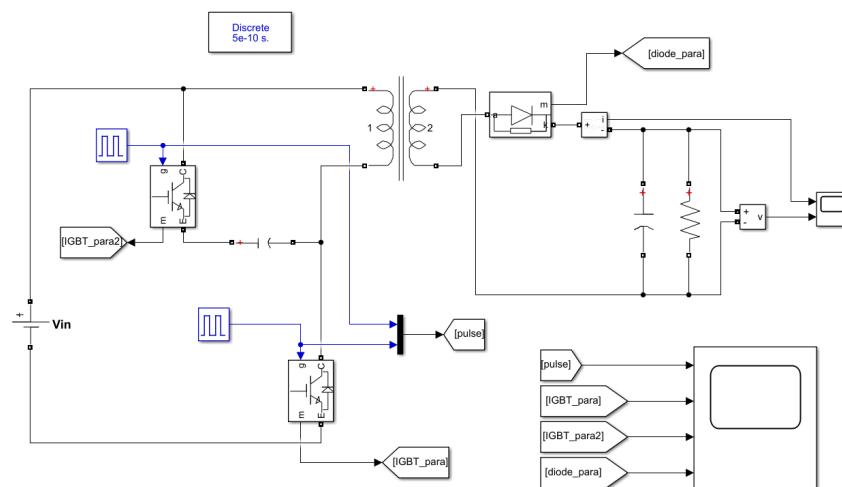 Discrete
5e-10 s.
[diode_para]
+
+
1
2
a
m
k
+
i
-
g
C
m
E
[IGBT_para2]
+
+
+
+
-
v
+
Vin
g
C
m
E
[pulse]
[IGBT_para]
[pulse]
[IGBT_para]
[IGBT_para2]
[diode_para]